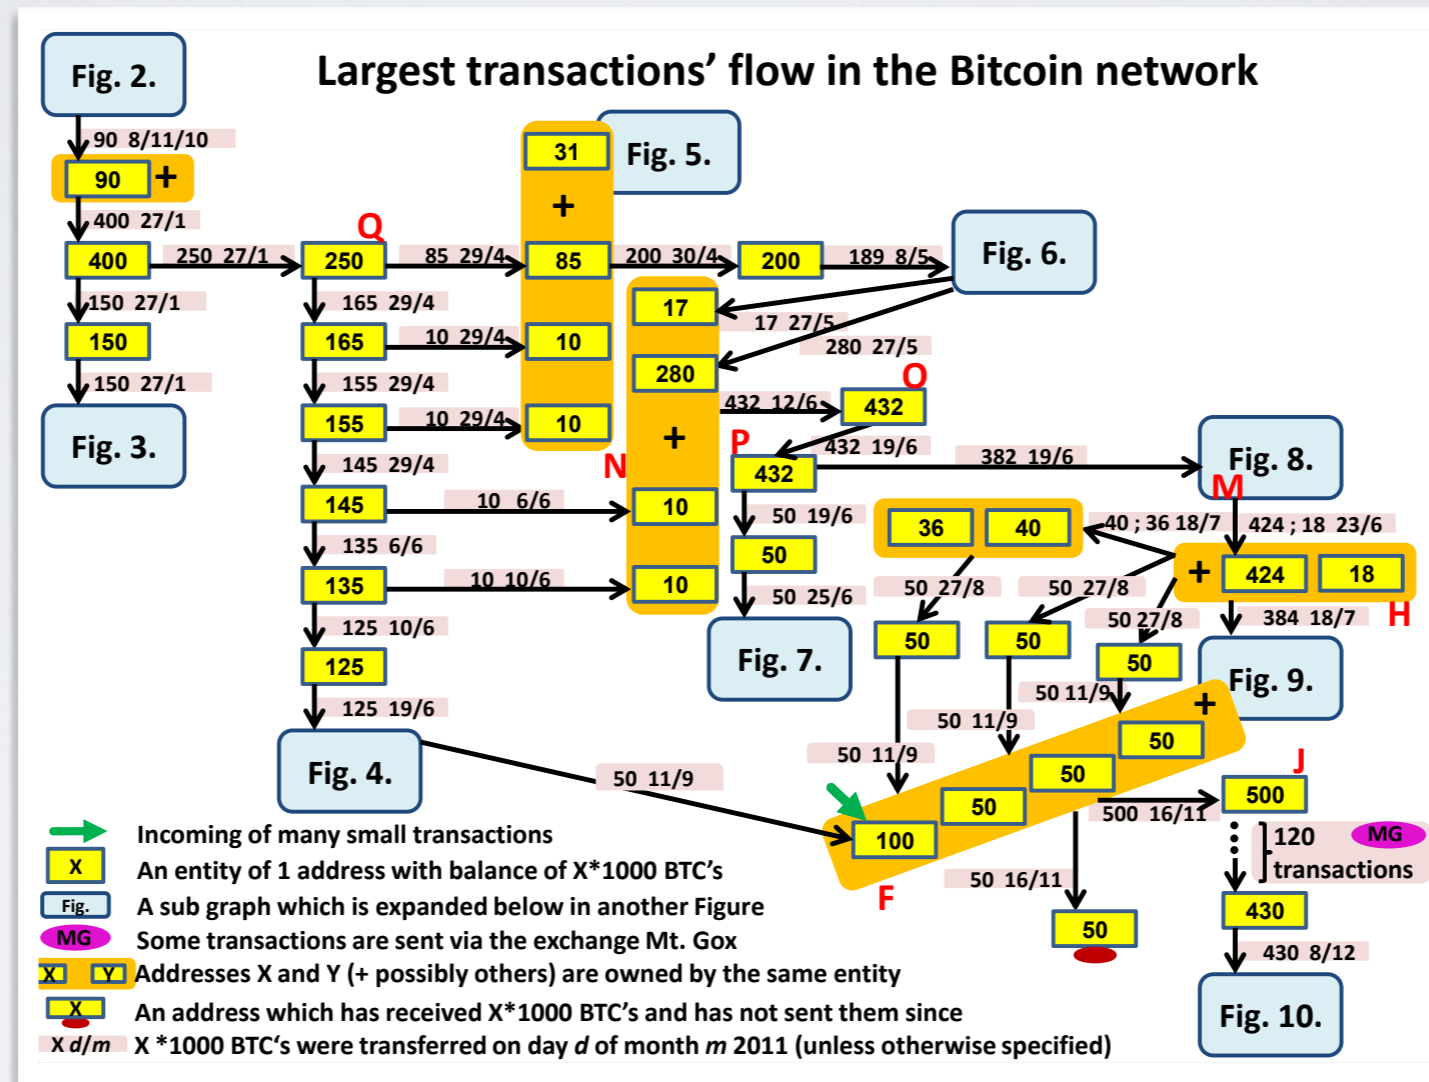 Largest transactions' flow in the Bitcoin network
Fig. 2.
90 8/11/10
90 +
400 27/1
400
250 27/1
Q
250
85 29/4
31
+
85
Fig. 5.
200 30/4
200
189 8/5
Fig. 6.
150 27/1
150
150 27/1
Fig. 3.
165 29/4
165
10 29/4
10
155 29/4
155
10 29/4
10
145 29/4
145
10 6/6
135 6/6
135
10 10/6
125 10/6
125
125 19/6
Fig. 4.
N
17
280
+
10
10
17 27/5
280 27/5
432 12/6
O
432
432 19/6
P
432
382 19/6
Fig. 8.
50 19/6
50
50 25/6
Fig. 7.
M
424 ; 18 23/6
40 ; 36 18/7
36
40
+
424
18
H
384 18/7
Fig. 9.
50 27/8
50 27/8
50 27/8
50
50
50
50 11/9
50 11/9
50 11/9
50 11/9
+
50
50
50
100
F
500 16/11
J
500
120
transactions
MG
430
430 8/12
Fig. 10.
50 16/11
50
Incoming of many small transactions
X
An entity of 1 address with balance of X*1000 BTC's
Fig.
A sub graph which is expanded below in another Figure
MG
Some transactions are sent via the exchange Mt. Gox
X Y
Addresses X and Y (+ possibly others) are owned by the same entity
X
An address which has received X*1000 BTC's and has not sent them since
X d/m X *1000 BTC's were transferred on day d of month m 2011 (unless otherwise specified)